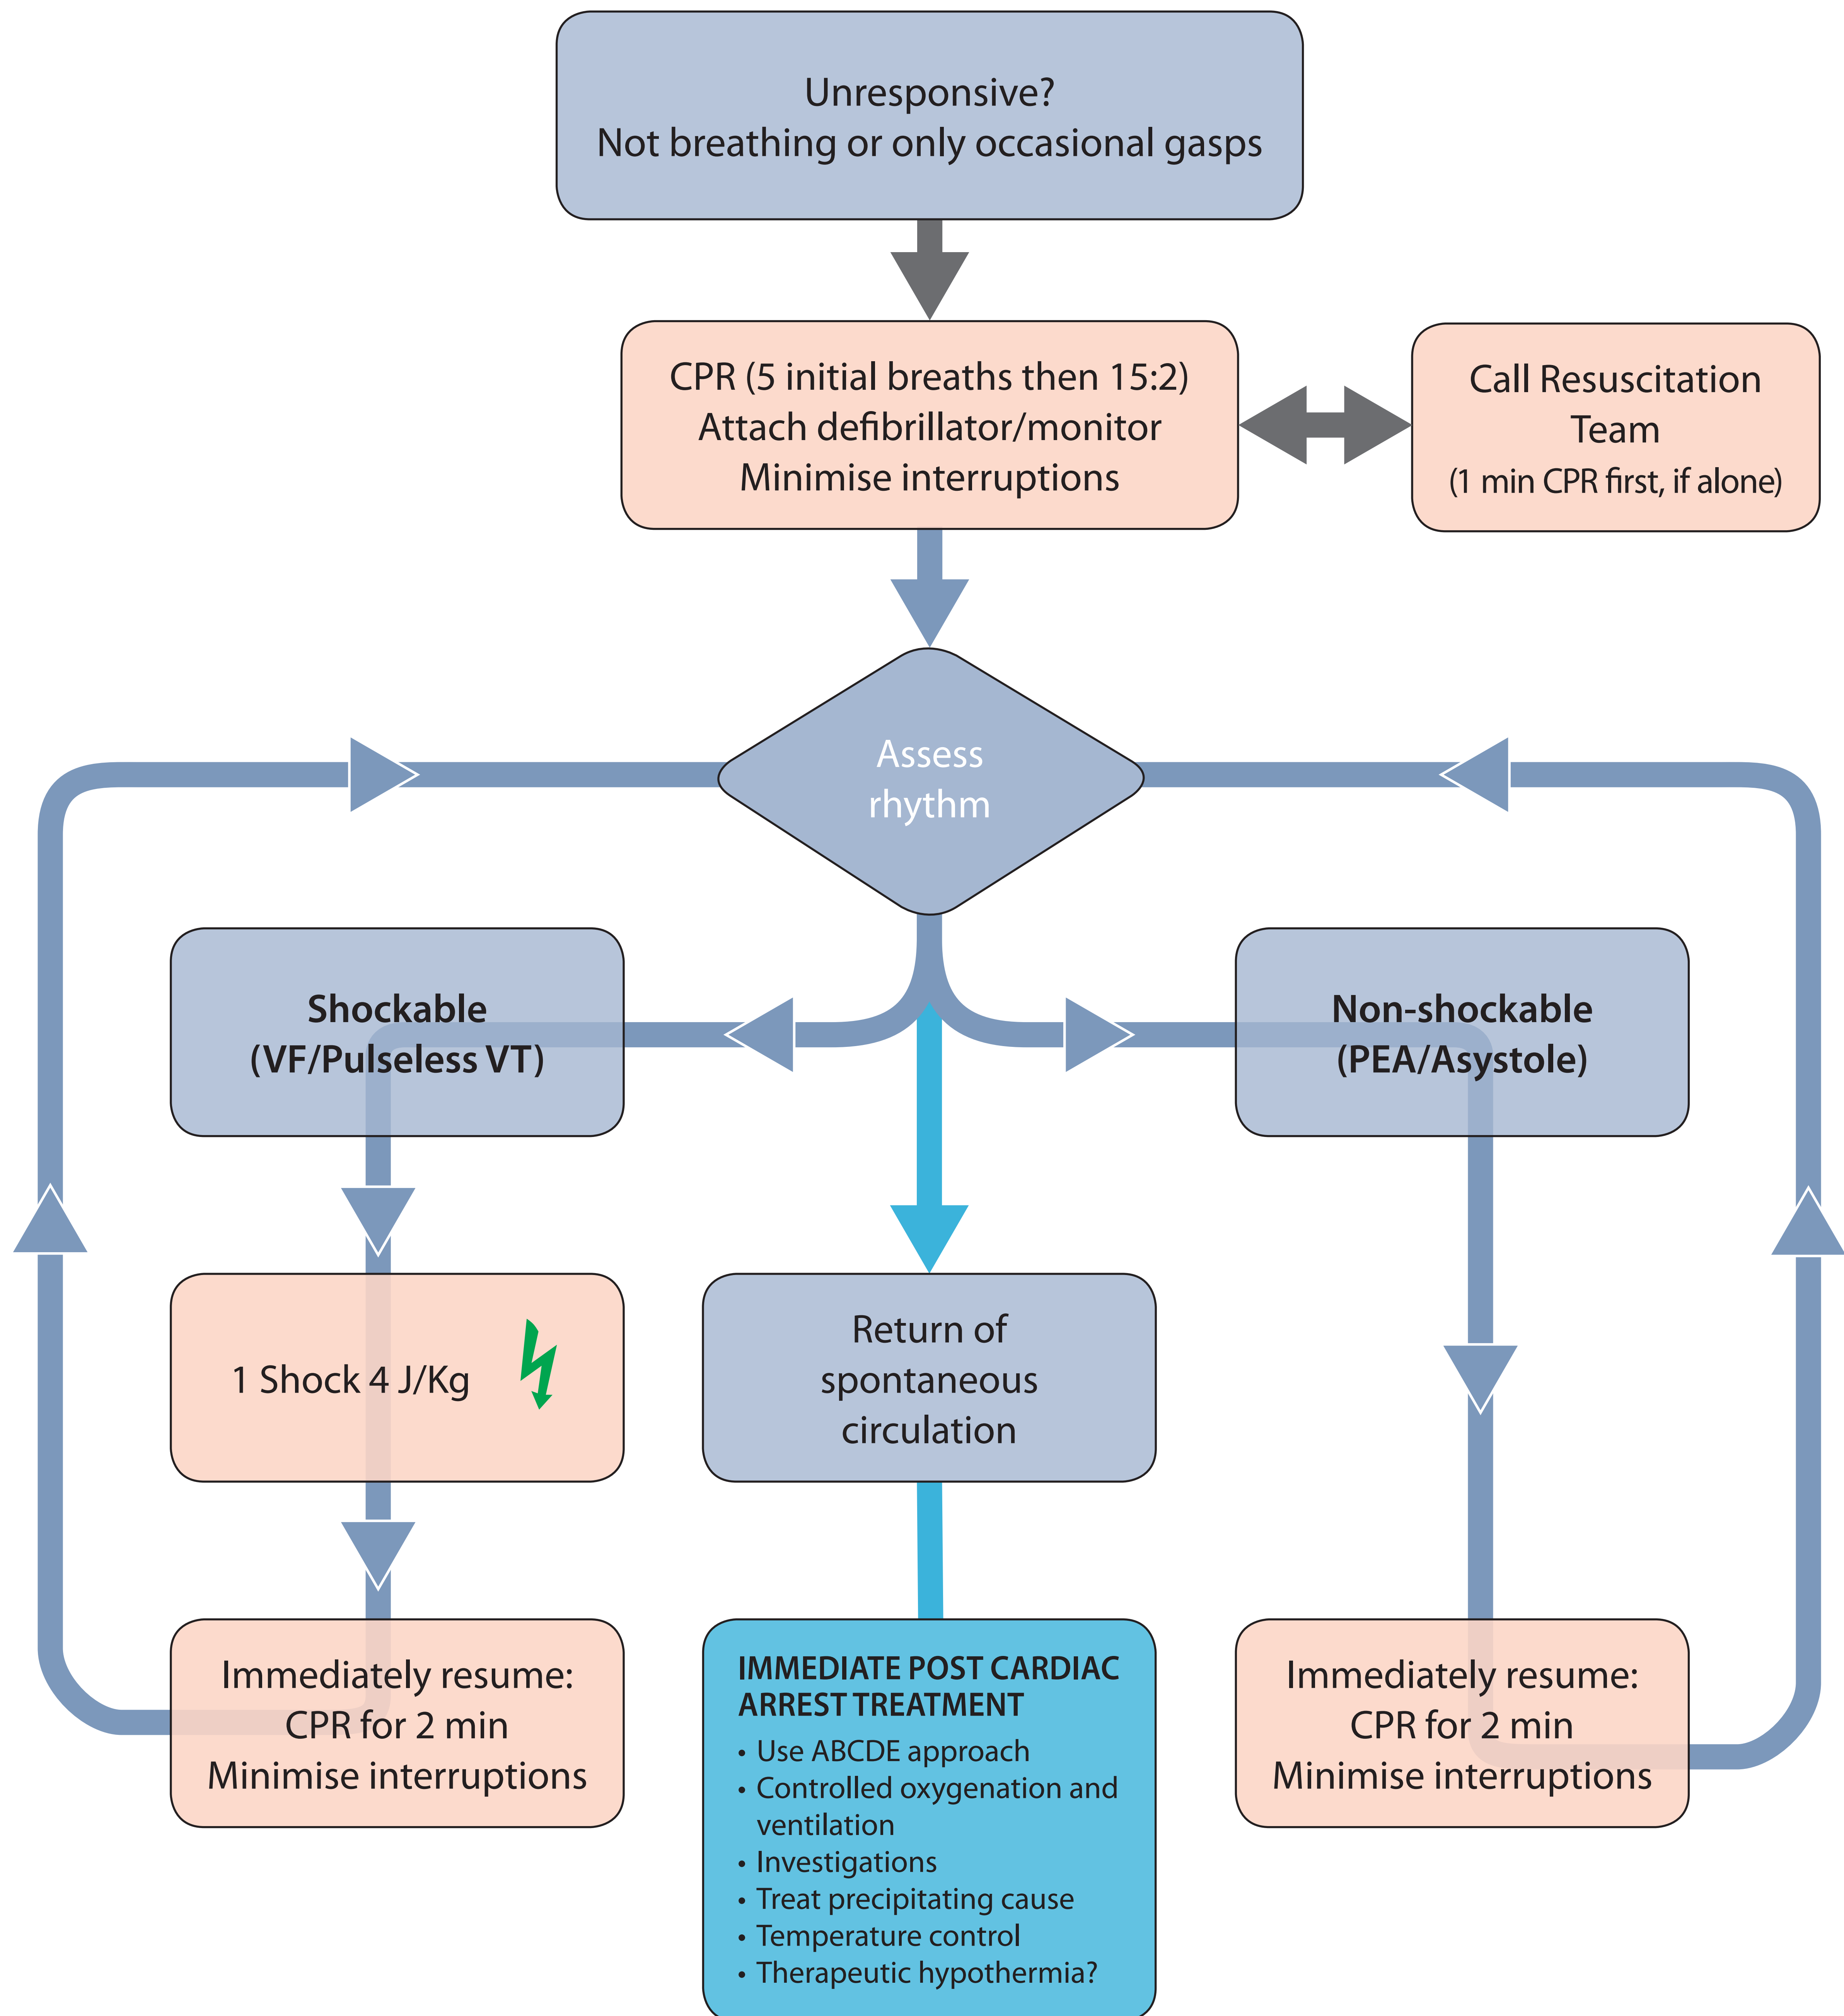 Unresponsive?
Not breathing or only occasional gasps
CPR (5 initial breaths then 15:2)
Attach defibrillator/monitor
Minimise interruptions
Call Resuscitation
Team
(1 min CPR first, if alone)
Assess
rhythm
Shockable
(VF/Pulseless VT)
Non-shockable
(PEA/Asystole)
1 Shock 4 J/Kg
Return of
spontaneous
circulation
Immediately resume:
CPR for 2 min
Minimise interruptions
IMMEDIATE POST CARDIAC
ARREST TREATMENT
• Use ABCDE approach
• Controlled oxygenation and
ventilation
• Investigations
• Treat precipitating cause
• Temperature control
• Therapeutic hypothermia?
Immediately resume:
CPR for 2 min
Minimise interruptions